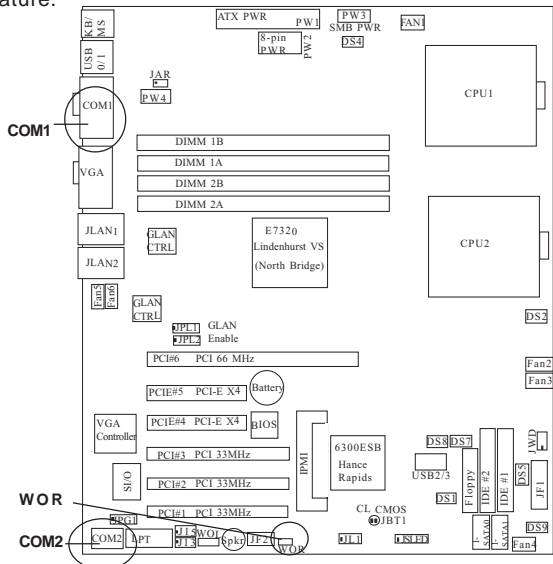 ature.
KB/
MS
USB
0/1
COM1
COM1
VGA
JLAN1
JLAN2
Fan5
Fan6
ATX PWR
PW1
8-pin
PWR
PW2
PW3
SMB PWR
DS4
FAN1
JAR
PW4
CPU1
DIMM 1B
DIMM 1A
DIMM 2B
DIMM 2A
GLAN
CTRL
E7320
Lindenhurst VS
(North Bridge)
CPU2
GLAN
CTRL
JPL1
JPL2
GLAN
Enable
DS2
PCI#6 PCI 66 MHz
Fan2
Fan3
PCIE#5 PCI-E X4
Battery
PCIE#4 PCI-E X4
BIOS
VGA
Controller
PCI#3 PCI 33MHz
PCI#2 PCI 33MHz
PCI#1 PCI 33MHz
SI/O
IPMI
6300ESB
Hance
Rapids
DS8
DS7
JWD
USB2/3
DS1
Floppy
IDE #2
IDE #1
DS5
JF1
WOR
CL CMOS
JBT1
JPG1
COM2
COM2
LPT
J15
J13
WOL
Spkr
JF2
WOR
JL1
JSLED
J-
SATA0
J-
SATA1
DS9
Fan4